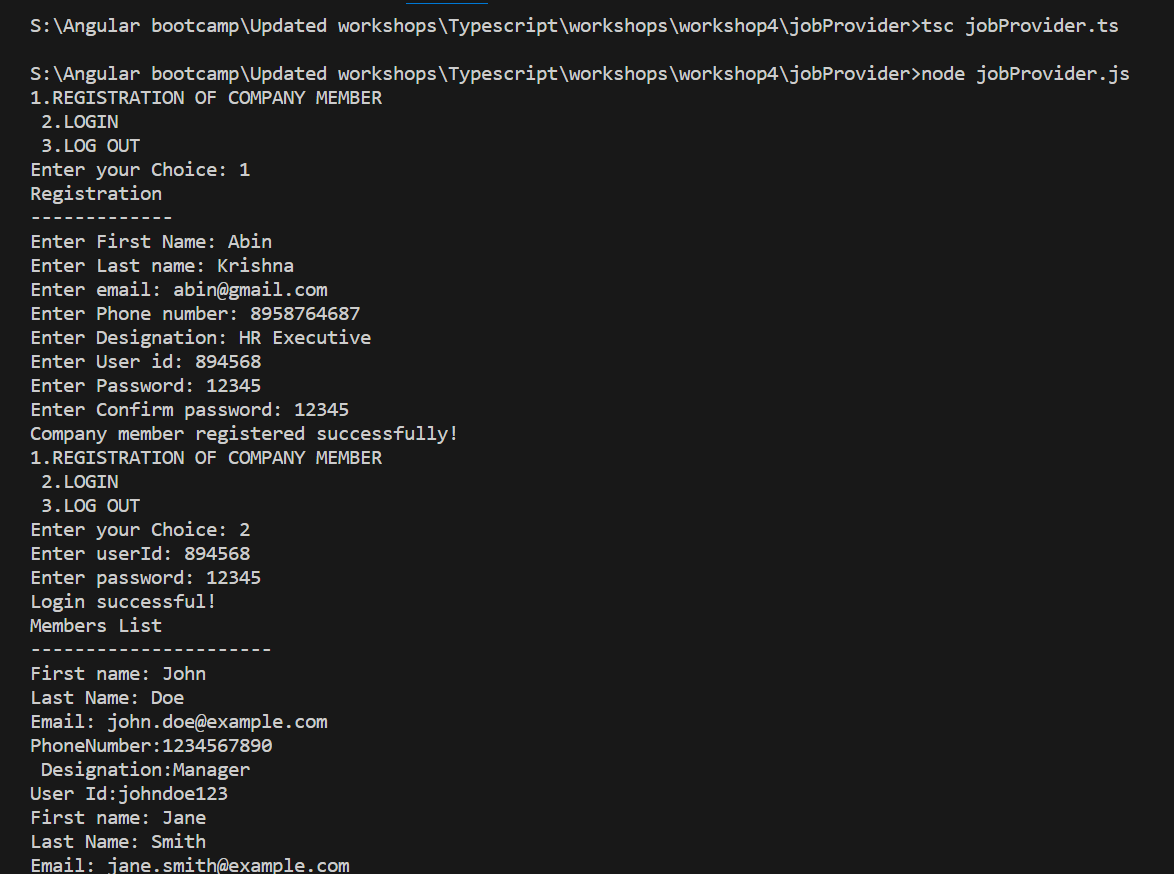 S:\Angular bootcamp\Updated workshops\Typescript\workshops\workshop4\jobProvider>tsc jobProvider.ts
S:\Angular bootcamp\Updated workshops\Typescript\workshops\workshop4\jobProvider>node jobProvider.js
1.REGISTRATION OF COMPANY MEMBER
2.LOGIN
3.LOG OUT
Enter your Choice: 1
Registration
-------------
Enter First Name: Abin
Enter Last name: Krishna
Enter email: abin@gmail.com
Enter Phone number: 8958764687
Enter Designation: HR Executive
Enter User id: 894568
Enter Password: 12345
Enter Confirm password: 12345
Company member registered successfully!
1.REGISTRATION OF COMPANY MEMBER
2.LOGIN
3.LOG OUT
Enter your Choice: 2
Enter userId: 894568
Enter password: 12345
Login successful!
Members List
----------------------
First name: John
Last Name: Doe
Email: john.doe@example.com
PhoneNumber:1234567890
Designation:Manager
User Id:johndoe123
First name: Jane
Last Name: Smith
Email: jane.smith@example.com